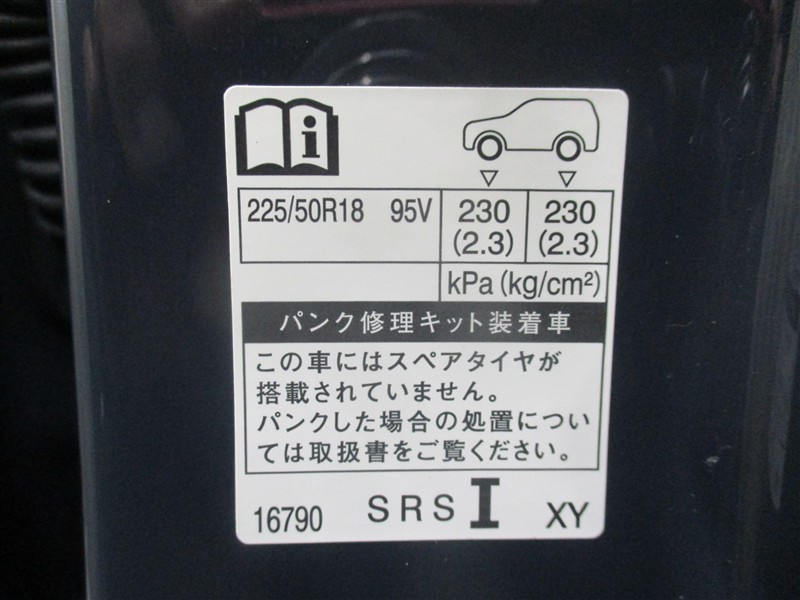 i
225/50R18 95V 230 230
(2.3) (2.3)
kPa (kg/cm²)
パンク修理キット装着車
この車にはスペアタイヤが
搭載されていません。
パンクした場合の処置につい
ては取扱書をご覧ください。
16790 SRS I XY